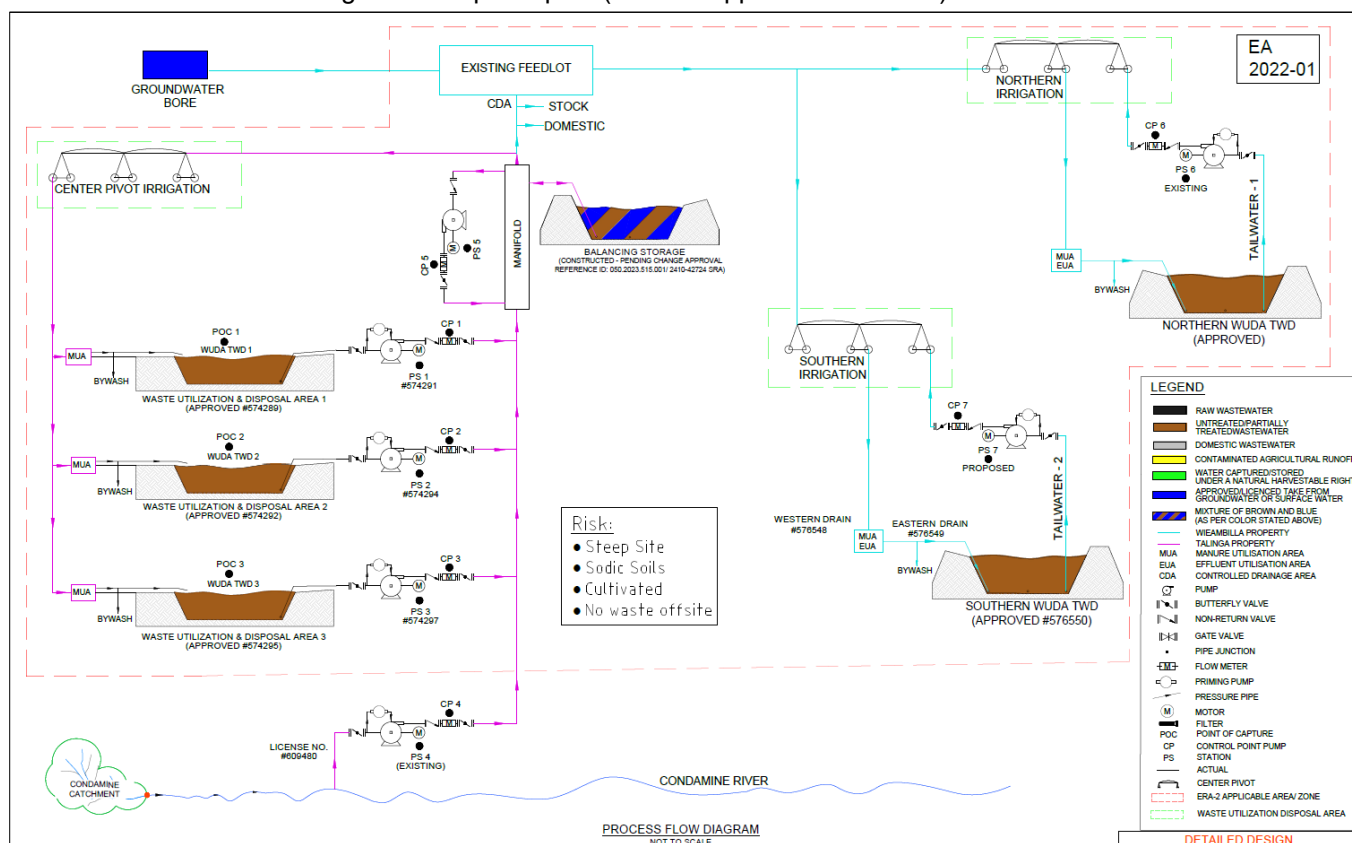 EA
2022-01
GROUNDWATER
BORE
EXISTING FEEDLOT
CDA
STOCK
DOMESTIC
NORTHERN
IRRIGATION
CP 6
M
M
PS 6
EXISTING
TAILWATER - 1
MUA
EUA
BYWASH
NORTHERN WUDA TWD
(APPROVED)
CENTER PIVOT IRRIGATION
MANIFOLD
M
PS 5
CP 5
M
BALANCING STORAGE
(CONSTRUCTED - PENDING CHANGE APPROVAL
REFERENCE ID: 050.2023.515.001/ 2410-42724 SRA)
POC 1
WUDA TWD 1
MUA
BYWASH
WASTE UTILIZATION & DISPOSAL AREA 1
(APPROVED #574289)
CP 1
M
M
PS 1
#574291
POC 2
WUDA TWD 2
MUA
BYWASH
WASTE UTILIZATION & DISPOSAL AREA 2
(APPROVED #574292)
CP 2
M
M
PS 2
#574294
POC 3
WUDA TWD 3
MUA
BYWASH
WASTE UTILIZATION & DISPOSAL AREA 3
(APPROVED #574295)
CP 3
M
M
PS 3
#574297
SOUTHERN
IRRIGATION
CP 7
M
M
PS 7
PROPOSED
TAILWATER - 2
WESTERN DRAIN
#576548
EASTERN DRAIN
#576549
MUA
EUA
BYWASH
SOUTHERN WUDA TWD
(APPROVED #576550)
Risk:
● Steep Site
● Sodic Soils
● Cultivated
● No waste offsite
CP 4
M
M
PS 4
(EXISTING)
LICENSE NO.
#609480
CONDAMINE
CATCHMENT
CONDAMINE RIVER
PROCESS FLOW DIAGRAM
NOT TO SCALE
LEGEND
RAW WASTEWATER
UNTREATED/PARTIALLY
TREATEDWASTEWATER
DOMESTIC WASTEWATER
CONTAMINATED AGRICULTURAL RUNOFF
WATER CAPTURED/STORED
UNDER A NATURAL HARVESTABLE RIGHT
APPROVED/LICENCED TAKE FROM
GROUNDWATER OR SURFACE WATER
MIXTURE OF BROWN AND BLUE
(AS PER COLOR STATED ABOVE)
WIEAMBILLA PROPERTY
TALINGA PROPERTY
MUA MANURE UTILISATION AREA
EUA EFFLUENT UTILISATION AREA
CDA CONTROLLED DRAINAGE AREA
PUMP
BUTTERFLY VALVE
NON-RETURN VALVE
GATE VALVE
PIPE JUNCTION
M FLOW METER
PRIMING PUMP
PRESSURE PIPE
M MOTOR
FILTER
POC POINT OF CAPTURE
CP CONTROL POINT PUMP
PS STATION
ACTUAL
CENTER PIVOT
ERA-2 APPLICABLE AREA/ ZONE
WASTE UTILIZATION DISPOSAL AREA
DETAILED DESIGN